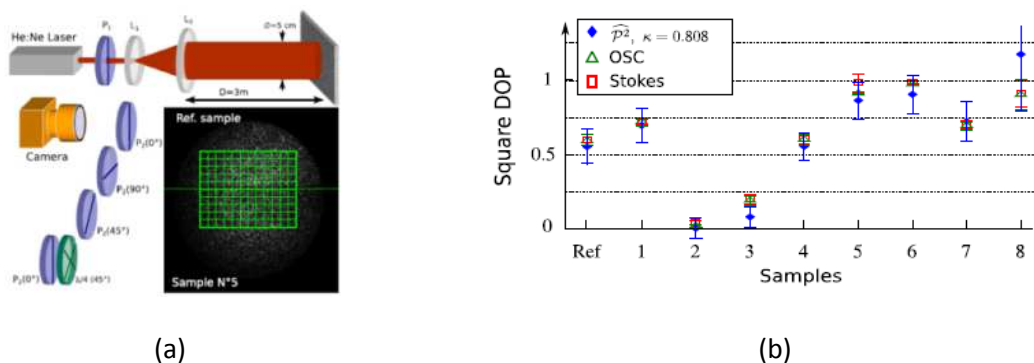 He:Ne Laser
P₁
L₁
L₂
Ø=5 cm
D=3m
Camera
P₂(0°)
P₂(90°)
P₂(45°)
P₂(0°)
λ/4 (45°)
Ref. sample
Sample N°5
(a)
Square DOP
1
0.5
0
𝒫̂², κ = 0.808
OSC
Stokes
Ref 1 2 3 4 5 6 7 8
Samples
(b)